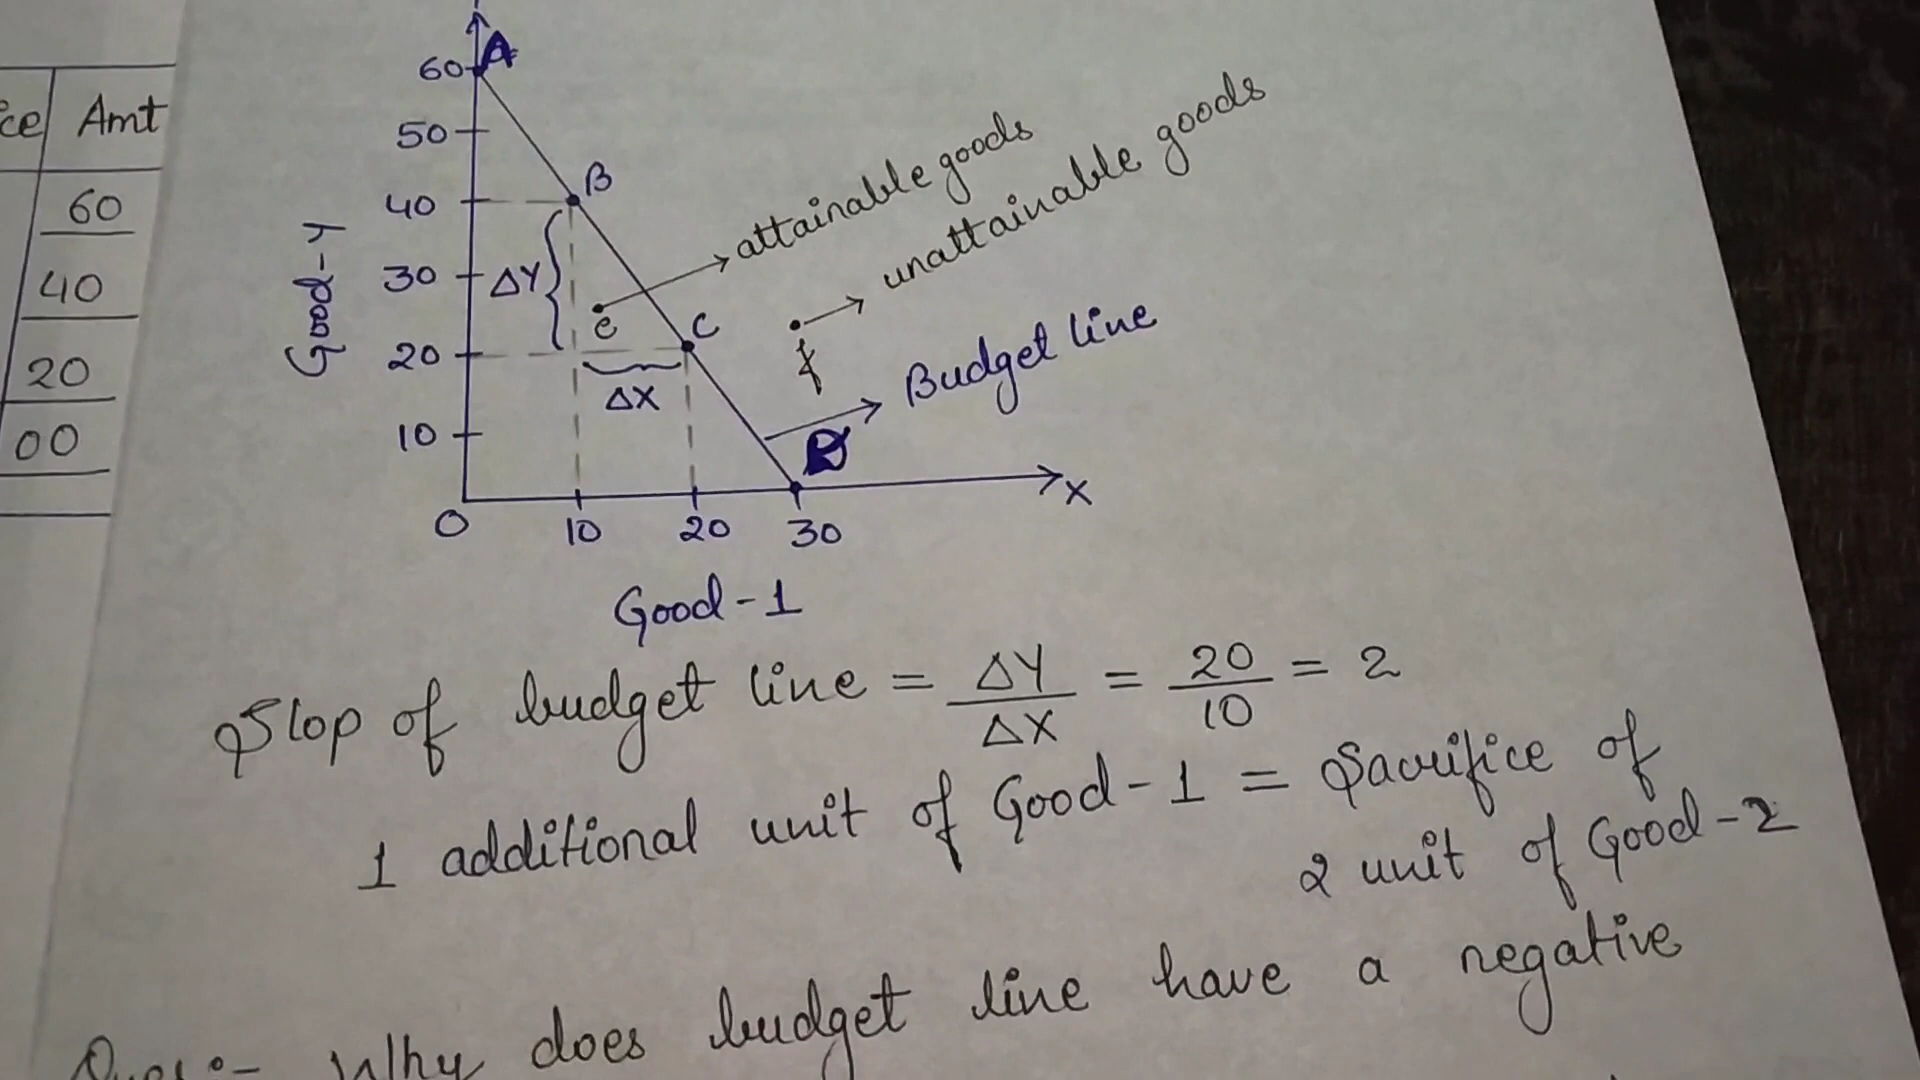 ce Amt
60
40
20
00
60 A
50
40 B
30 ΔY
20 C
10
e
ΔX
f
attainable goods
unattainable goods
Budget line
Good-Y
D
O 10 20 30 X
Good-1
Slop of budget line = ΔY/ΔX = 20/10 = 2
1 additional unit of Good-1 = Sacrifice of
2 unit of Good-2
Ques:- Why does budget line have a negative